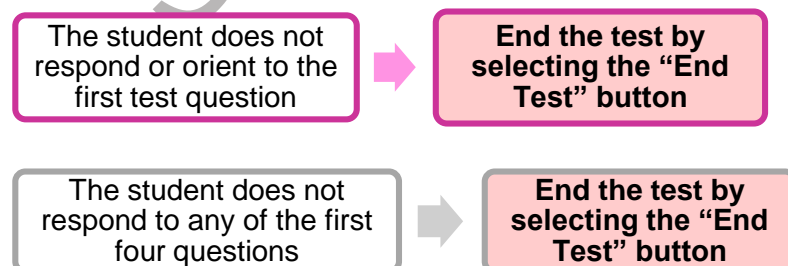 The student does not
respond or orient to the
first test question
End the test by
selecting the “End
Test” button
The student does not
respond to any of the first
four questions
End the test by
selecting the “End
Test” button